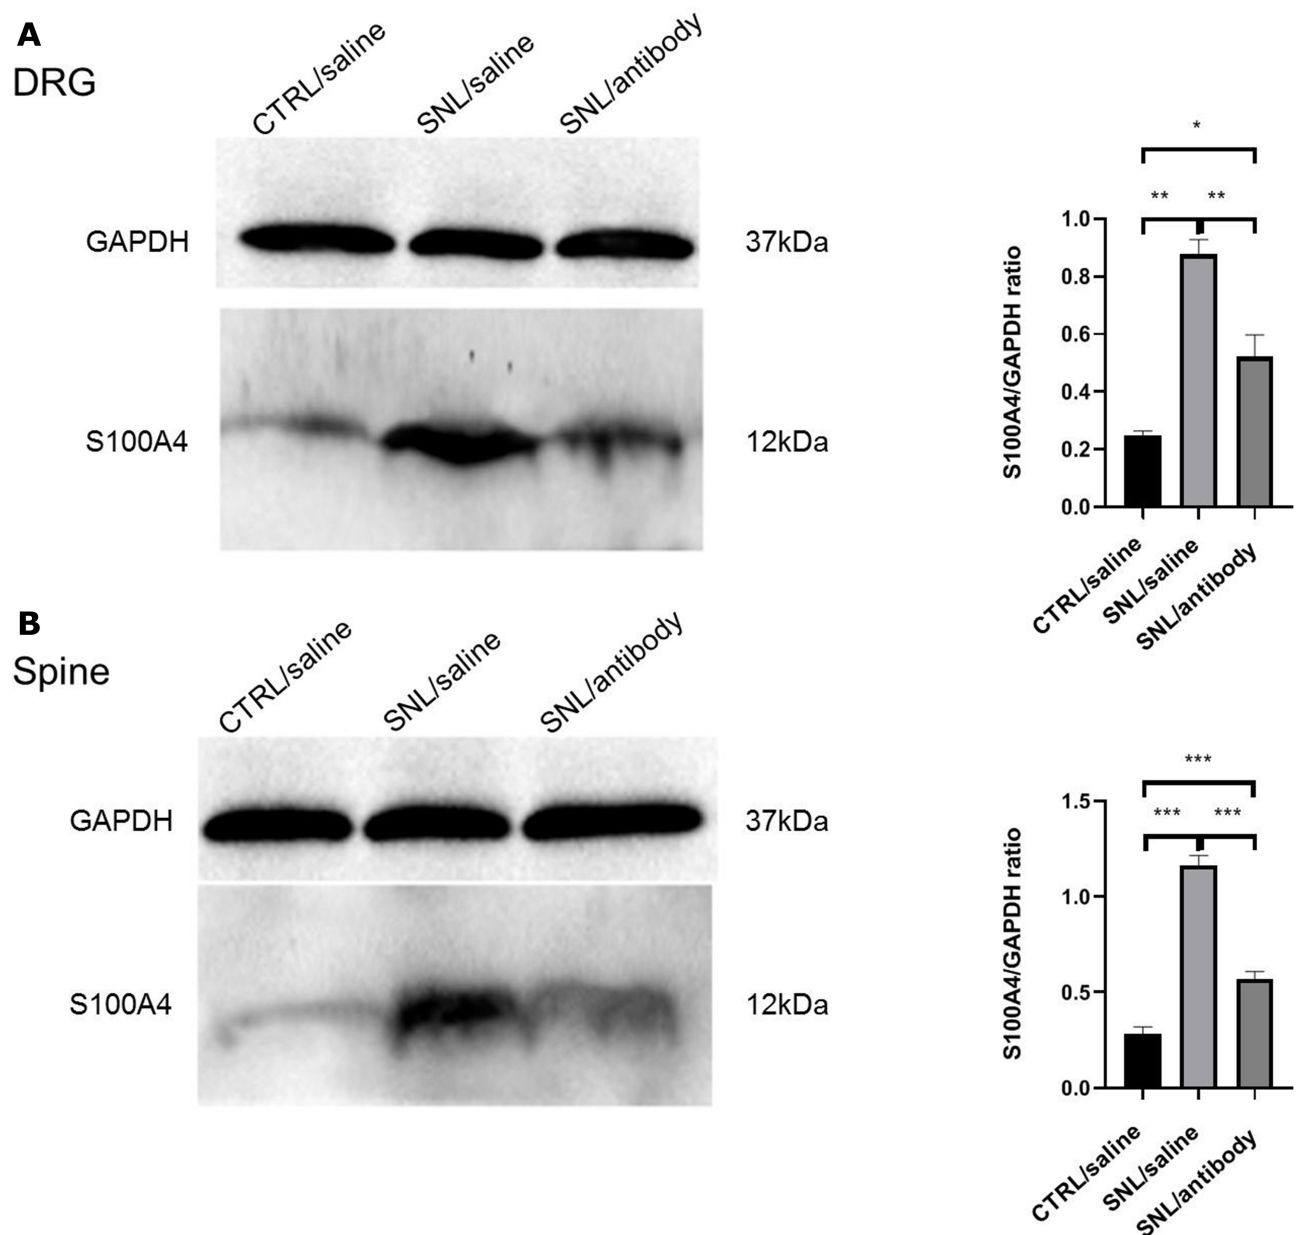 A
DRG
CTRL/saline
SNL/saline
SNL/antibody
GAPDH
37kDa
S100A4
12kDa
*
** **
S100A4/GAPDH ratio
1.0
0.8
0.6
0.4
0.2
0.0
CTRL/saline
SNL/saline
SNL/antibody
B
Spine
CTRL/saline
SNL/saline
SNL/antibody
GAPDH
37kDa
S100A4
12kDa
***
*** ***
S100A4/GAPDH ratio
1.5
1.0
0.5
0.0
CTRL/saline
SNL/saline
SNL/antibody